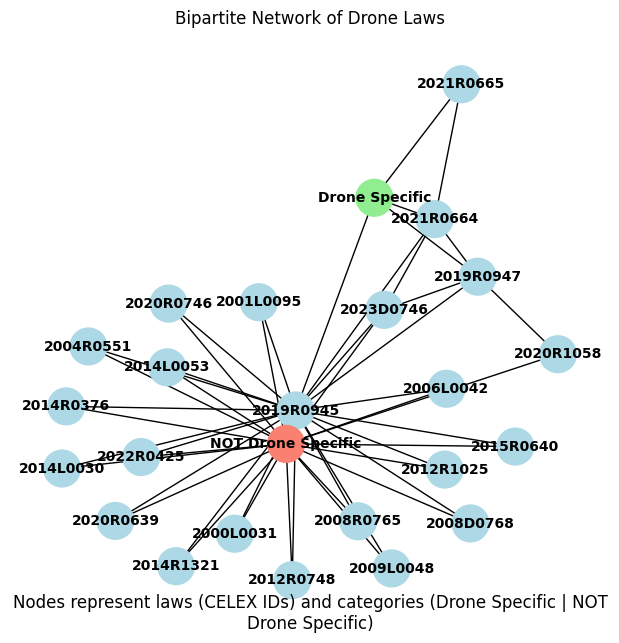 Bipartite Network of Drone Laws
2021R0665
Drone Specific
2021R0664
2019R0947
2020R0746
2001L0095
2023D0746
2004R0551
2014L0053
2020R1058
2014R0376
2019R0945
2006L0042
NOT Drone Specific
2015R0640
2014L0030
2022R0425
2012R1025
2020R0639
2000L0031
2008R0765
2008D0768
2014R1321
2012R0748
2009L0048
Nodes represent laws (CELEX IDs) and categories (Drone Specific | NOT
Drone Specific)